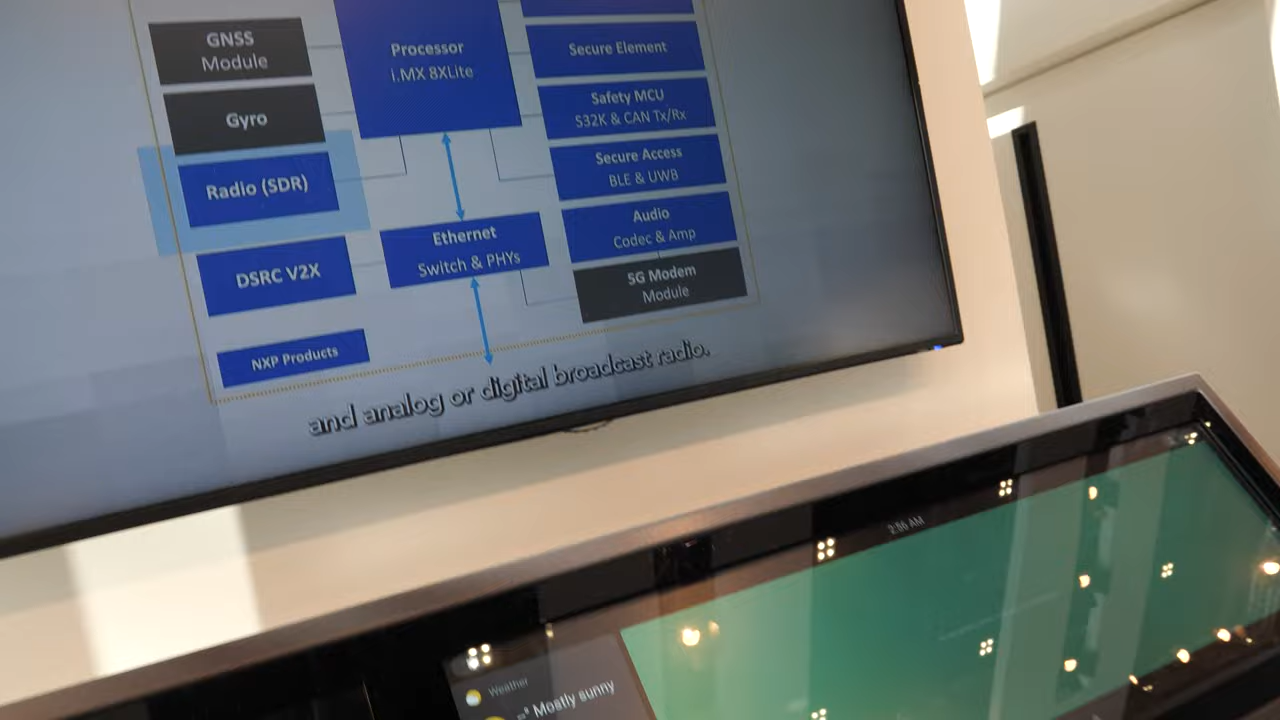 GNSS
Module
Gyro
Radio (SDR)
DSRC V2X
NXP Products
Processor
i.MX 8XLite
Ethernet
Switch & PHYs
Secure Element
Safety MCU
S32K & CAN Tx/Rx
Secure Access
BLE & UWB
Audio
Codec & Amp
5G Modem
Module
and analog or digital broadcast radio.
2:56 AM
Weather
Mostly sunny